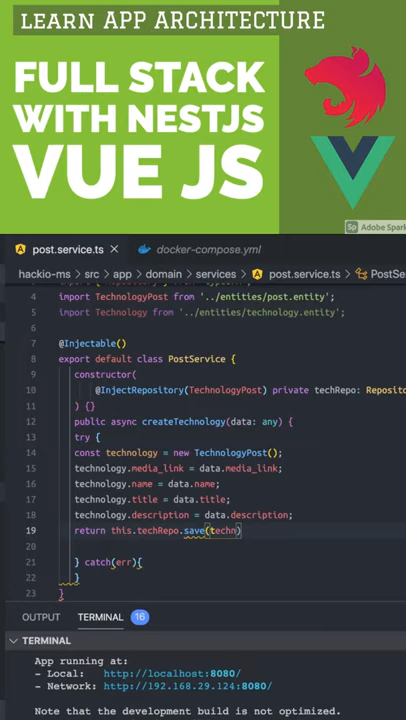 LEARN APP ARCHITECTURE
FULL STACK
WITH NESTJS
VUE JS
Sp Adobe Spark
post.service.ts
docker-compose.yml
hackio-ms > src > app > domain > services > post.service.ts > PostSe
4 import TechnologyPost from '../entities/post.entity';
5 import Technology from '../entities/technology.entity';
6
7 @Injectable()
8 export default class PostService {
9 constructor(
10 @InjectRepository(TechnologyPost) private techRepo: Reposito
11 ) {}
12 public async createTechnology(data: any) {
13 try {
14 const technology = new TechnologyPost();
15 technology.media_link = data.media_link;
16 technology.name = data.name;
17 technology.title = data.title;
18 technology.description = data.description;
19 return this.techRepo.save(techn)
20
21 } catch(err){
22 }
23 }
OUTPUT TERMINAL 16
TERMINAL
App running at:
- Local: http://localhost:8080/
- Network: http://192.168.29.124:8080/
Note that the development build is not optimized.